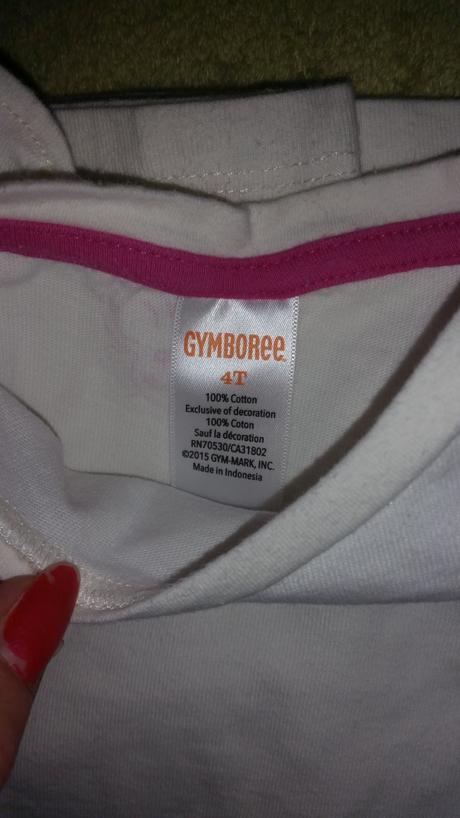 GYMBOREE
4T
100% Cotton
Exclusive of decoration
100% Coton
Sauf la décoration
RN70530/CA31802
©2015 GYM-MARK, INC.
Made in Indonesia